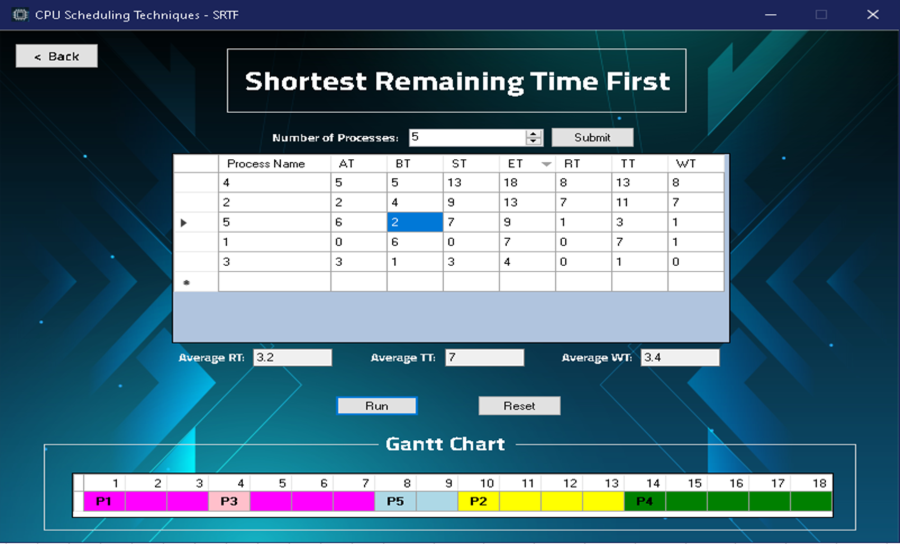 CPU Scheduling Techniques - SRTF
< Back
Shortest Remaining Time First
Number of Processes: 5 Submit
Process Name AT BT ST ET RT TT WT
4 5 5 13 18 8 13 8
2 2 4 9 13 7 11 7
5 6 2 7 9 1 3 1
1 0 6 0 7 0 7 1
3 3 1 3 4 0 1 0
Average RT: 3.2 Average TT: 7 Average WT: 3.4
Run Reset
Gantt Chart
1 2 3 4 5 6 7 8 9 10 11 12 13 14 15 16 17 18
P1 P3 P5 P2 P4